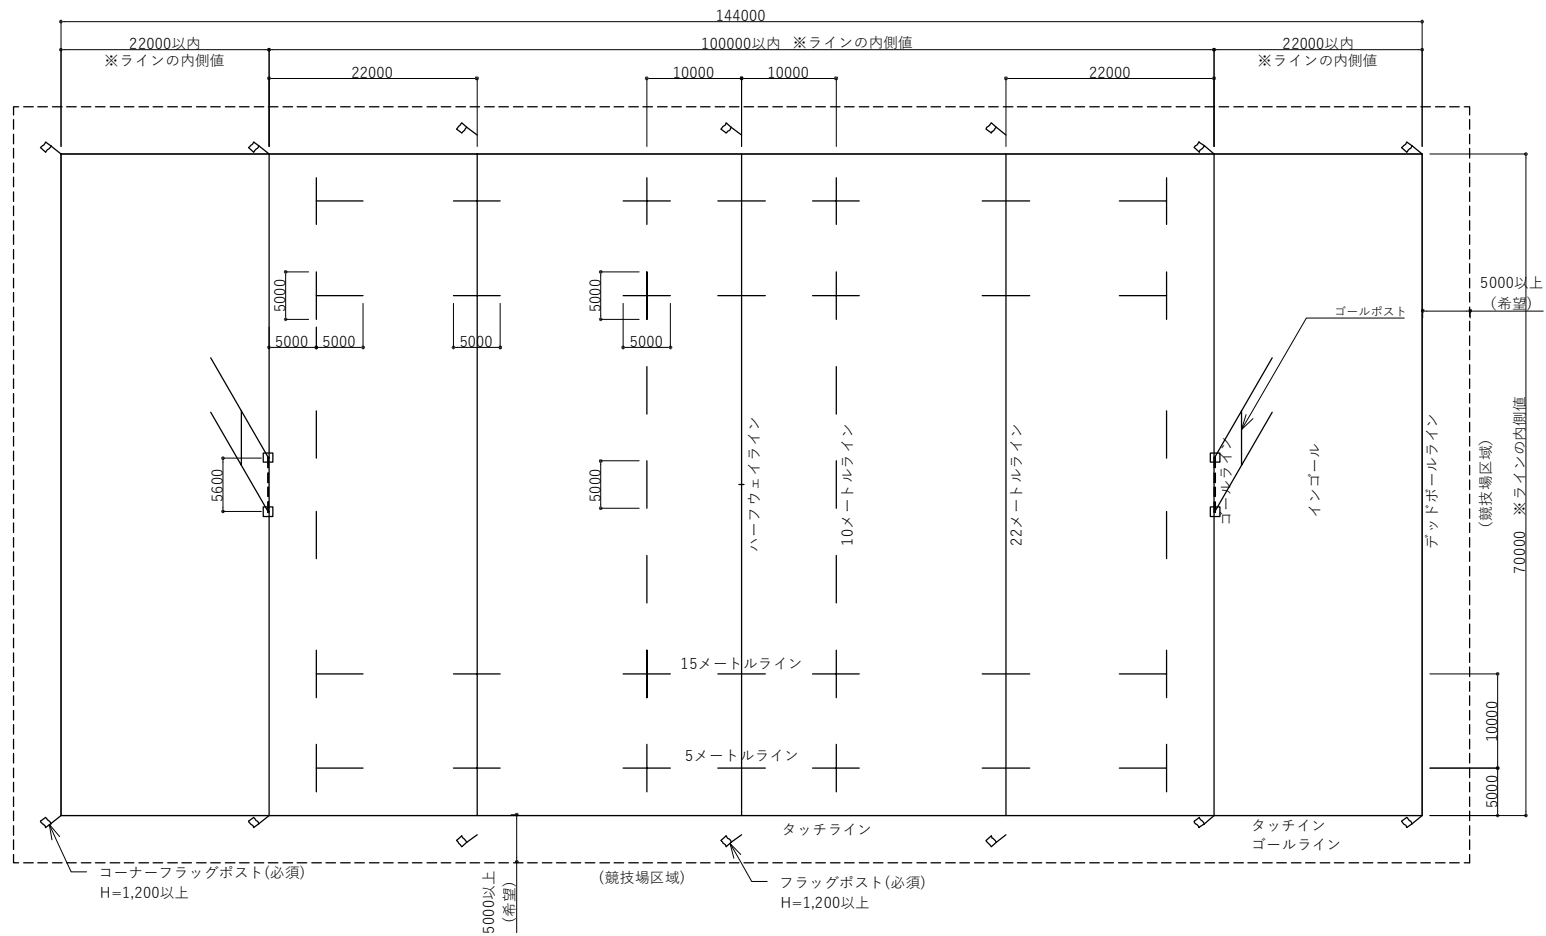 144000
22000以内
※ラインの内側値
100000以内 ※ラインの内側値
22000以内
※ラインの内側値
22000
10000
10000
22000
5000
5000
5000以上
(希望)
ゴールポスト
5000
5000
5000
5000
5600
5000
ハーフウェイライン
10メートルライン
22メートルライン
ゴールライン
インゴール
デッドボールライン
(競技場区域)
70000 ※ラインの内側値
15メートルライン
5メートルライン
10000
5000
タッチライン
タッチイン
ゴールライン
コーナーフラッグポスト(必須)
H=1,200以上
5000以上
(希望)
(競技場区域)
フラッグポスト(必須)
H=1,200以上